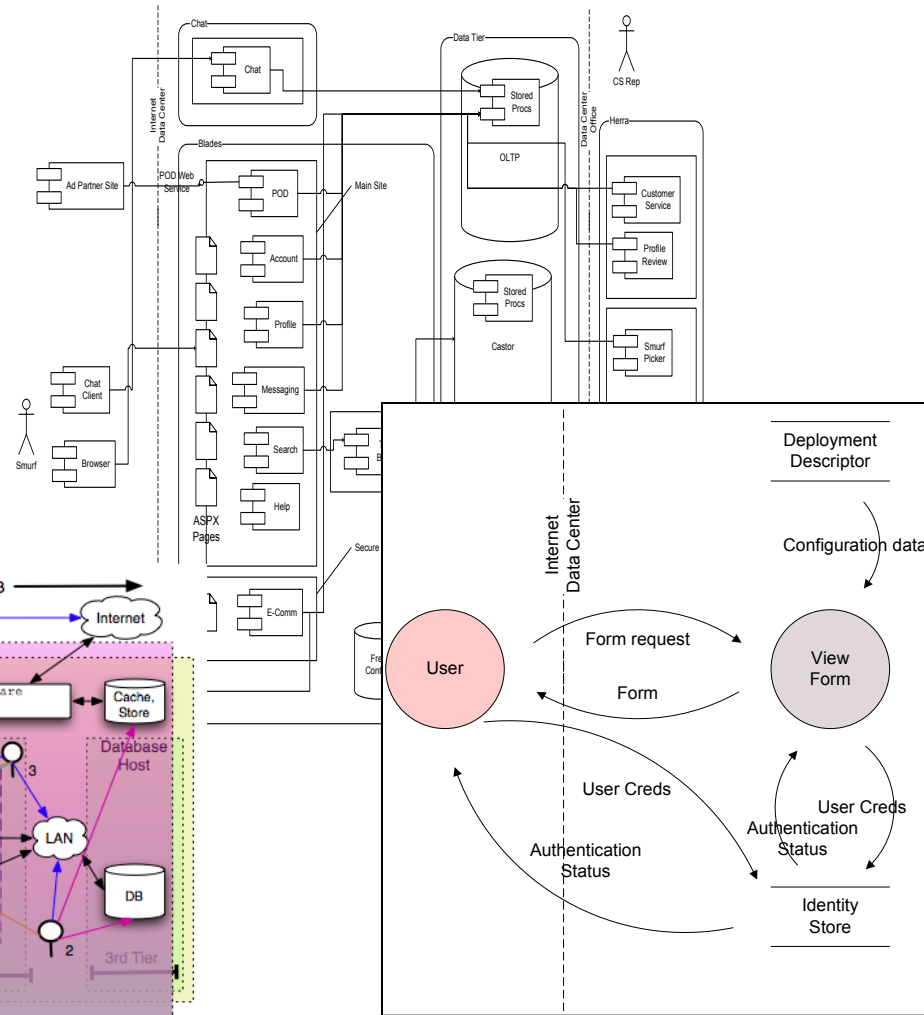 Chat
Data Tier
CS Rep
Internet
Data Center
Chat
Stored
Procs
OLTP
Data Center
Office
Herra
Blades
Ad Partner Site
POD Web
Service
POD
Main Site
Customer
Service
Account
Profile
Review
Stored
Procs
Profile
Castor
Smurf
Picker
Chat
Client
Messaging
Smurf
Browser
Search
B
Help
ASPX
Pages
Secure
E-Comm
Fre
Conf
Internet
are
Cache,
Store
Database
Host
3
LAN
DB
2
3rd Tier
Deployment
Descriptor
Internet
Data Center
Configuration data
Form request
User
View
Form
Form
User Creds
User Creds
Authentication
Status
Authentication
Status
Identity
Store